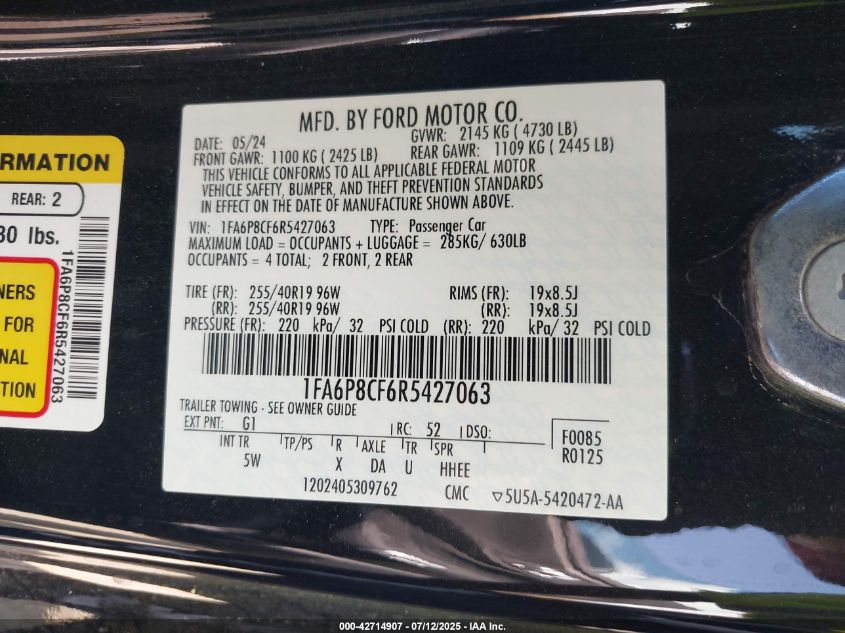 RMATION
REAR: 2
30 lbs.
NERS
FOR
NAL
TION
1FA6P8CF6R5427063
MFD. BY FORD MOTOR CO.
DATE: 05/24 GVWR: 2145 KG ( 4730 LB)
FRONT GAWR: 1100 KG ( 2425 LB) REAR GAWR: 1109 KG ( 2445 LB)
THIS VEHICLE CONFORMS TO ALL APPLICABLE FEDERAL MOTOR
VEHICLE SAFETY, BUMPER, AND THEFT PREVENTION STANDARDS
IN EFFECT ON THE DATE OF MANUFACTURE SHOWN ABOVE.
VIN: 1FA6P8CF6R5427063 TYPE: Passenger Car
MAXIMUM LOAD = OCCUPANTS + LUGGAGE = 285KG/ 630LB
OCCUPANTS = 4 TOTAL; 2 FRONT, 2 REAR
TIRE (FR): 255/40R19 96W RIMS (FR): 19x8.5J
(RR): 255/40R19 96W (RR): 19x8.5J
PRESSURE (FR): 220 kPa/ 32 PSI COLD (RR): 220 kPa/ 32 PSI COLD
1FA6P8CF6R5427063
TRAILER TOWING - SEE OWNER GUIDE
EXT PNT: G1 RC: 52 DSO: F0085
INT TR TP/PS R AXLE TR SPR R0125
5W X DA U HHEE
1202405309762 CMC ▽5U5A-5420472-AA
000-42714907 - 07/12/2025 - IAA Inc.